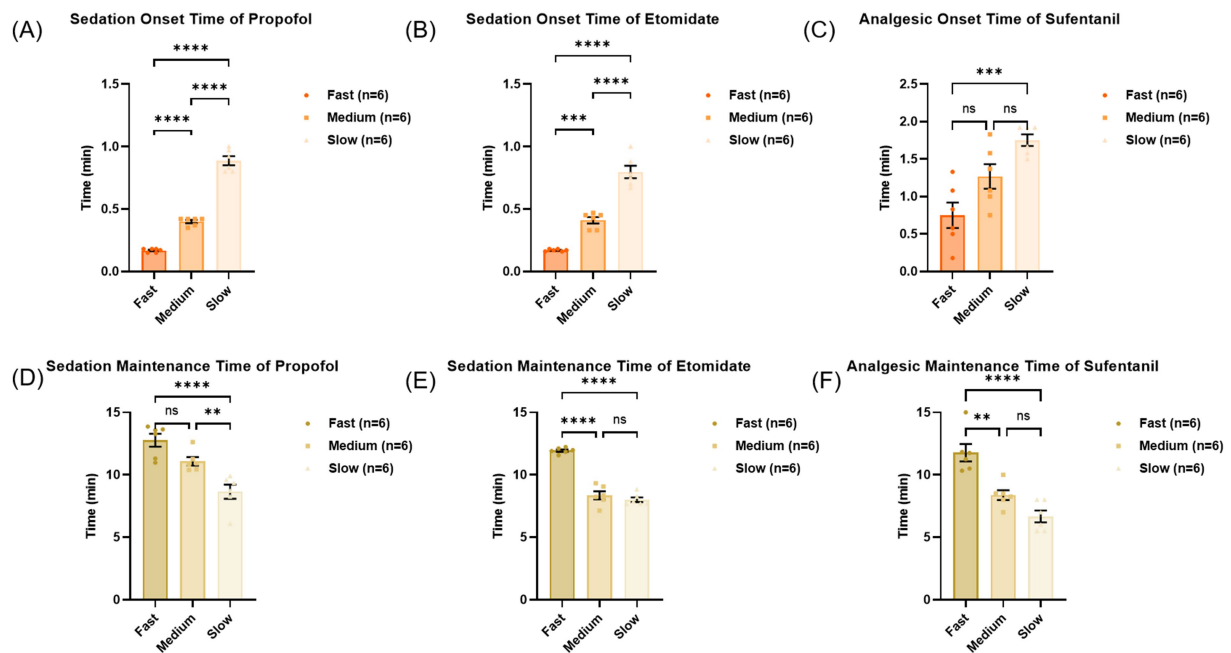 (A)
Sedation Onset Time of Propofol
****
****
****
Time (min)
1.5
1.0
0.5
0.0
Fast
Medium
Slow
Fast (n=6)
Medium (n=6)
Slow (n=6)
(B)
Sedation Onset Time of Etomidate
****
****
***
Time (min)
1.5
1.0
0.5
0.0
Fast
Medium
Slow
Fast (n=6)
Medium (n=6)
Slow (n=6)
(C)
Analgesic Onset Time of Sufentanil
***
ns
ns
Time (min)
2.5
2.0
1.5
1.0
0.5
0.0
Fast
Medium
Slow
Fast (n=6)
Medium (n=6)
Slow (n=6)
(D)
Sedation Maintenance Time of Propofol
****
ns
**
Time (min)
15
10
5
0
Fast
Medium
Slow
Fast (n=6)
Medium (n=6)
Slow (n=6)
(E)
Sedation Maintenance Time of Etomidate
****
****
ns
Time (min)
15
10
5
0
Fast
Medium
Slow
Fast (n=6)
Medium (n=6)
Slow (n=6)
(F)
Analgesic Maintenance Time of Sufentanil
****
**
ns
Time (min)
15
10
5
0
Fast
Medium
Slow
Fast (n=6)
Medium (n=6)
Slow (n=6)